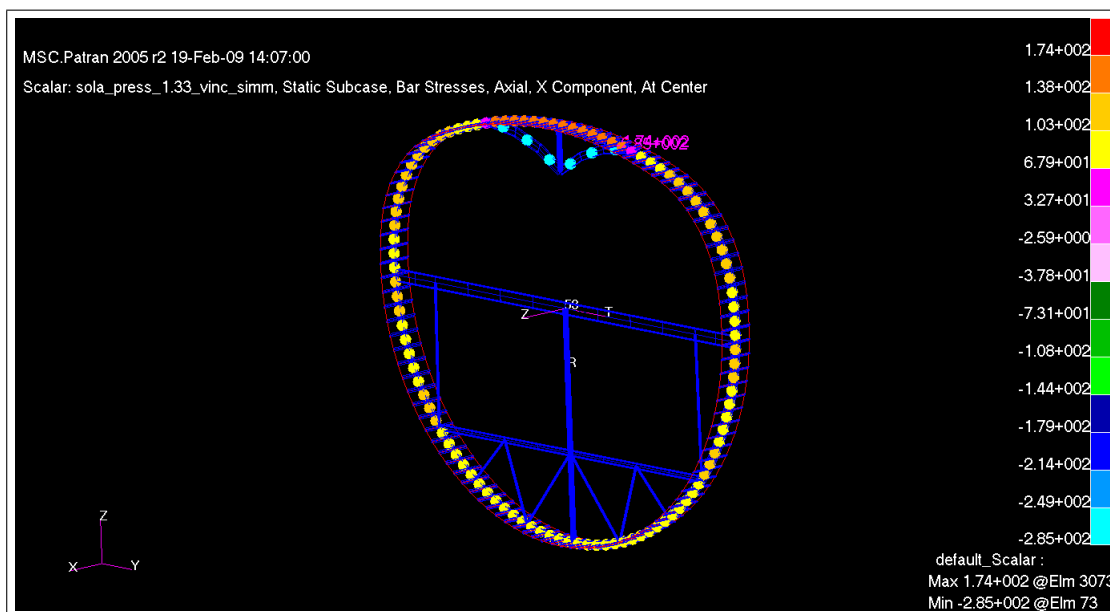 MSC.Patran 2005 r2 19-Feb-09 14:07:00
Scalar: sola_press_1.33_vinc_simm, Static Subcase, Bar Stresses, Axial, X Component, At Center
1.74+002
1.38+002
1.03+002
6.79+001
3.27+001
-2.59+000
-3.78+001
-7.31+001
-1.08+002
-1.44+002
-1.79+002
-2.14+002
-2.49+002
-2.85+002
Z
T
R
Z
X
Y
default_Scalar :
Max 1.74+002 @Elm 3073
Min -2.85+002 @Elm 73